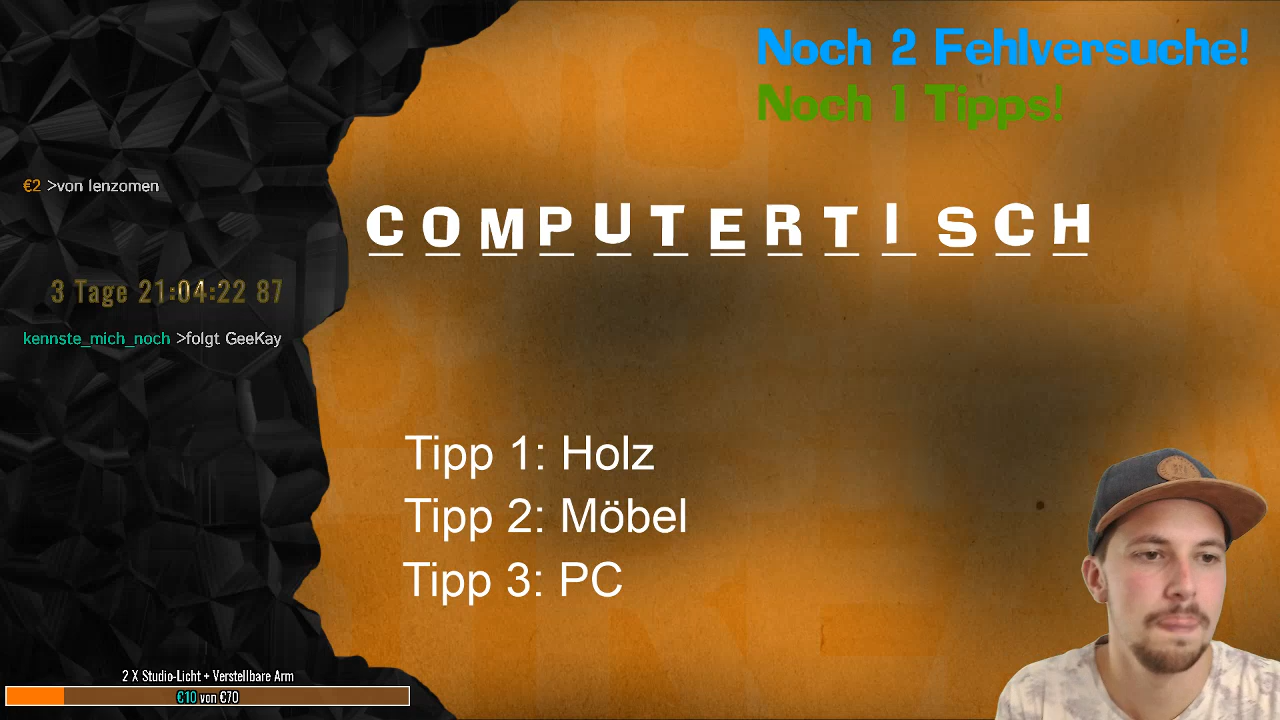 Noch 2 Fehlversuche!
Noch 1 Tipps!
€2 >von lenzomen
COMPUTERTISCH
3 Tage 21:04:22 87
kennste_mich_noch >folgt GeeKay
Tipp 1: Holz
Tipp 2: Möbel
Tipp 3: PC
2 X Studio-Licht + Verstellbare Arm
€10 von €70